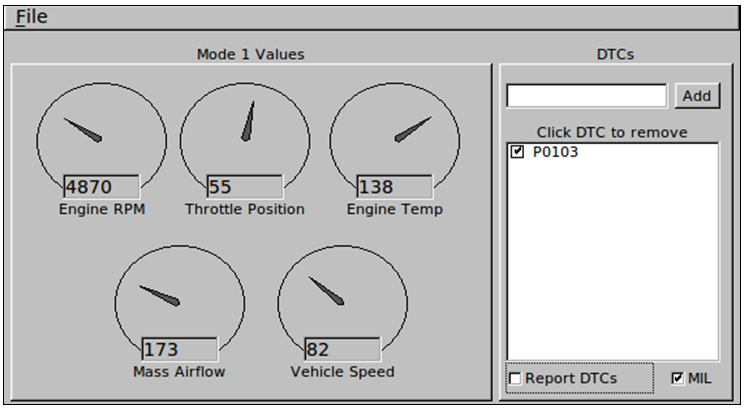 File
Mode 1 Values
4870
Engine RPM
55
Throttle Position
138
Engine Temp
173
Mass Airflow
82
Vehicle Speed
DTCs
Add
Click DTC to remove
P0103
Report DTCs
MIL